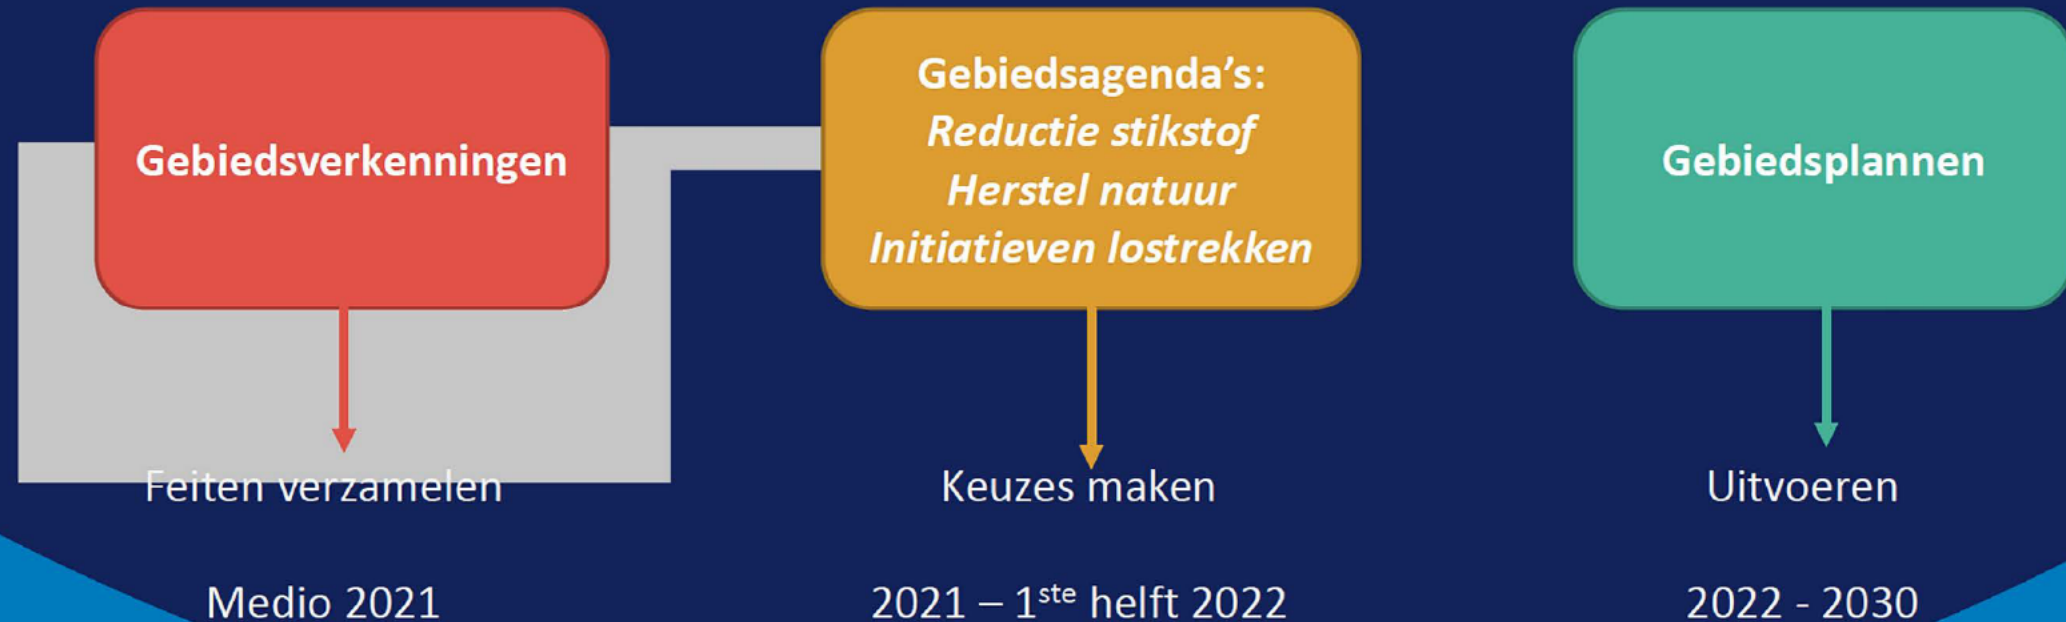 Gebiedsverkenningen
Gebiedsagenda's:
Reductie stikstof
Herstel natuur
Initiatieven lostrekken
Gebiedsplannen
Feiten verzamelen
Keuzes maken
Uitvoeren
Medio 2021
2021 – 1ste helft 2022
2022 - 2030